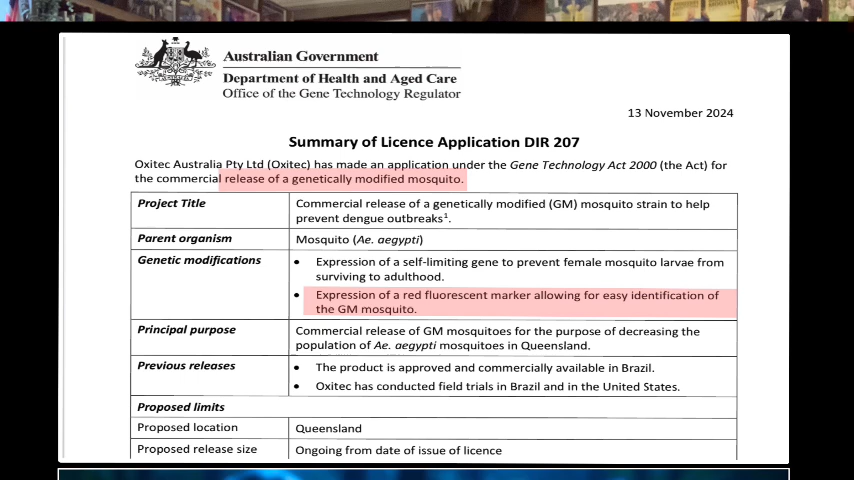 Australian Government
Department of Health and Aged Care
Office of the Gene Technology Regulator
13 November 2024
Summary of Licence Application DIR 207
Oxitec Australia Pty Ltd (Oxitec) has made an application under the Gene Technology Act 2000 (the Act) for
the commercial release of a genetically modified mosquito.
Project Title
Commercial release of a genetically modified (GM) mosquito strain to help
prevent dengue outbreaks¹.
Parent organism
Mosquito (Ae. aegypti)
Genetic modifications
• Expression of a self-limiting gene to prevent female mosquito larvae from
surviving to adulthood.
• Expression of a red fluorescent marker allowing for easy identification of
the GM mosquito.
Principal purpose
Commercial release of GM mosquitoes for the purpose of decreasing the
population of Ae. aegypti mosquitoes in Queensland.
Previous releases
• The product is approved and commercially available in Brazil.
• Oxitec has conducted field trials in Brazil and in the United States.
Proposed limits
Proposed location
Queensland
Proposed release size
Ongoing from date of issue of licence